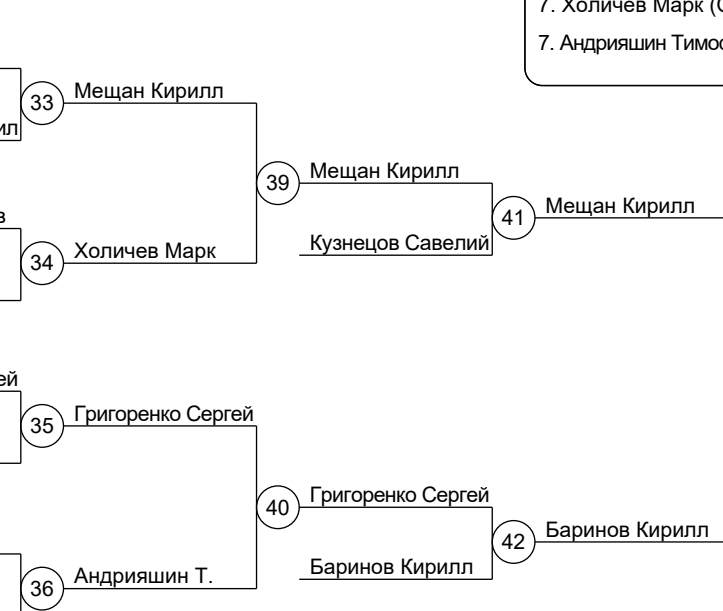 7. Холичев Марк (
7. Андрияшин Тимо
33 Мещан Кирилл
39 Мещан Кирилл
41 Мещан Кирилл
34 Холичев Марк
Кузнецов Савелий
35 Григоренко Сергей
40 Григоренко Сергей
42 Баринов Кирилл
36 Андрияшин Т.
Баринов Кирилл